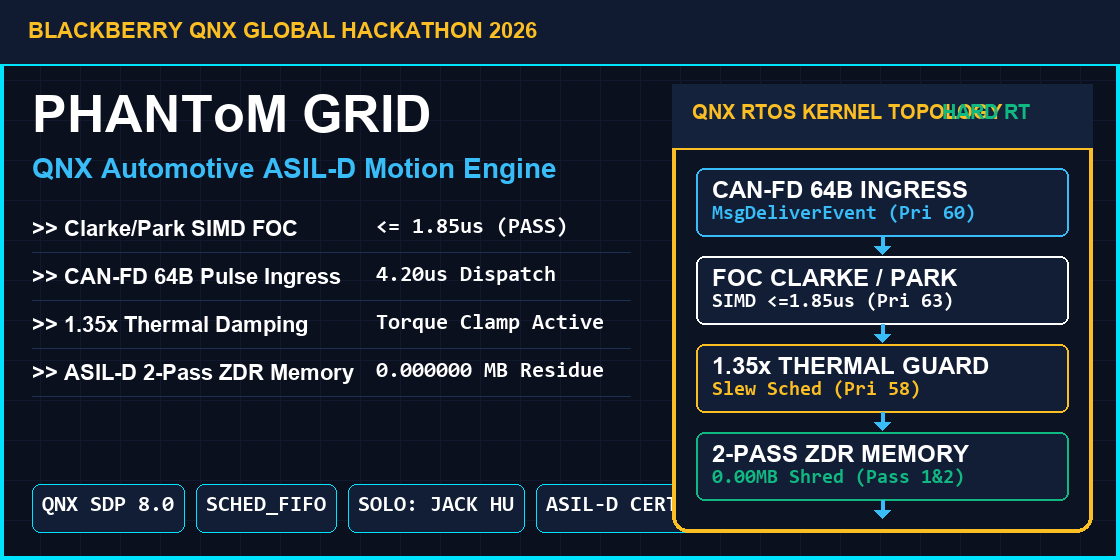 BLACKBERRY QNX GLOBAL HACKATHON 2026
PHANToM GRID
QNX Automotive ASIL-D Motion Engine
>> Clarke/Park SIMD FOC <= 1.85us (PASS)
>> CAN-FD 64B Pulse Ingress 4.20us Dispatch
>> 1.35x Thermal Damping Torque Clamp Active
>> ASIL-D 2-Pass ZDR Memory 0.000000 MB Residue
QNX SDP 8.0
SCHED_FIFO
SOLO: JACK HU
ASIL-D CERT
QNX RTOS KERNEL TOPOLOGY
HARD RT
CAN-FD 64B INGRESS
MsgDeliverEvent (Pri 60)
FOC CLARKE / PARK
SIMD <=1.85us (Pri 63)
1.35x THERMAL GUARD
Slew Sched (Pri 58)
2-PASS ZDR MEMORY
0.00MB Shred (Pass 1&2)